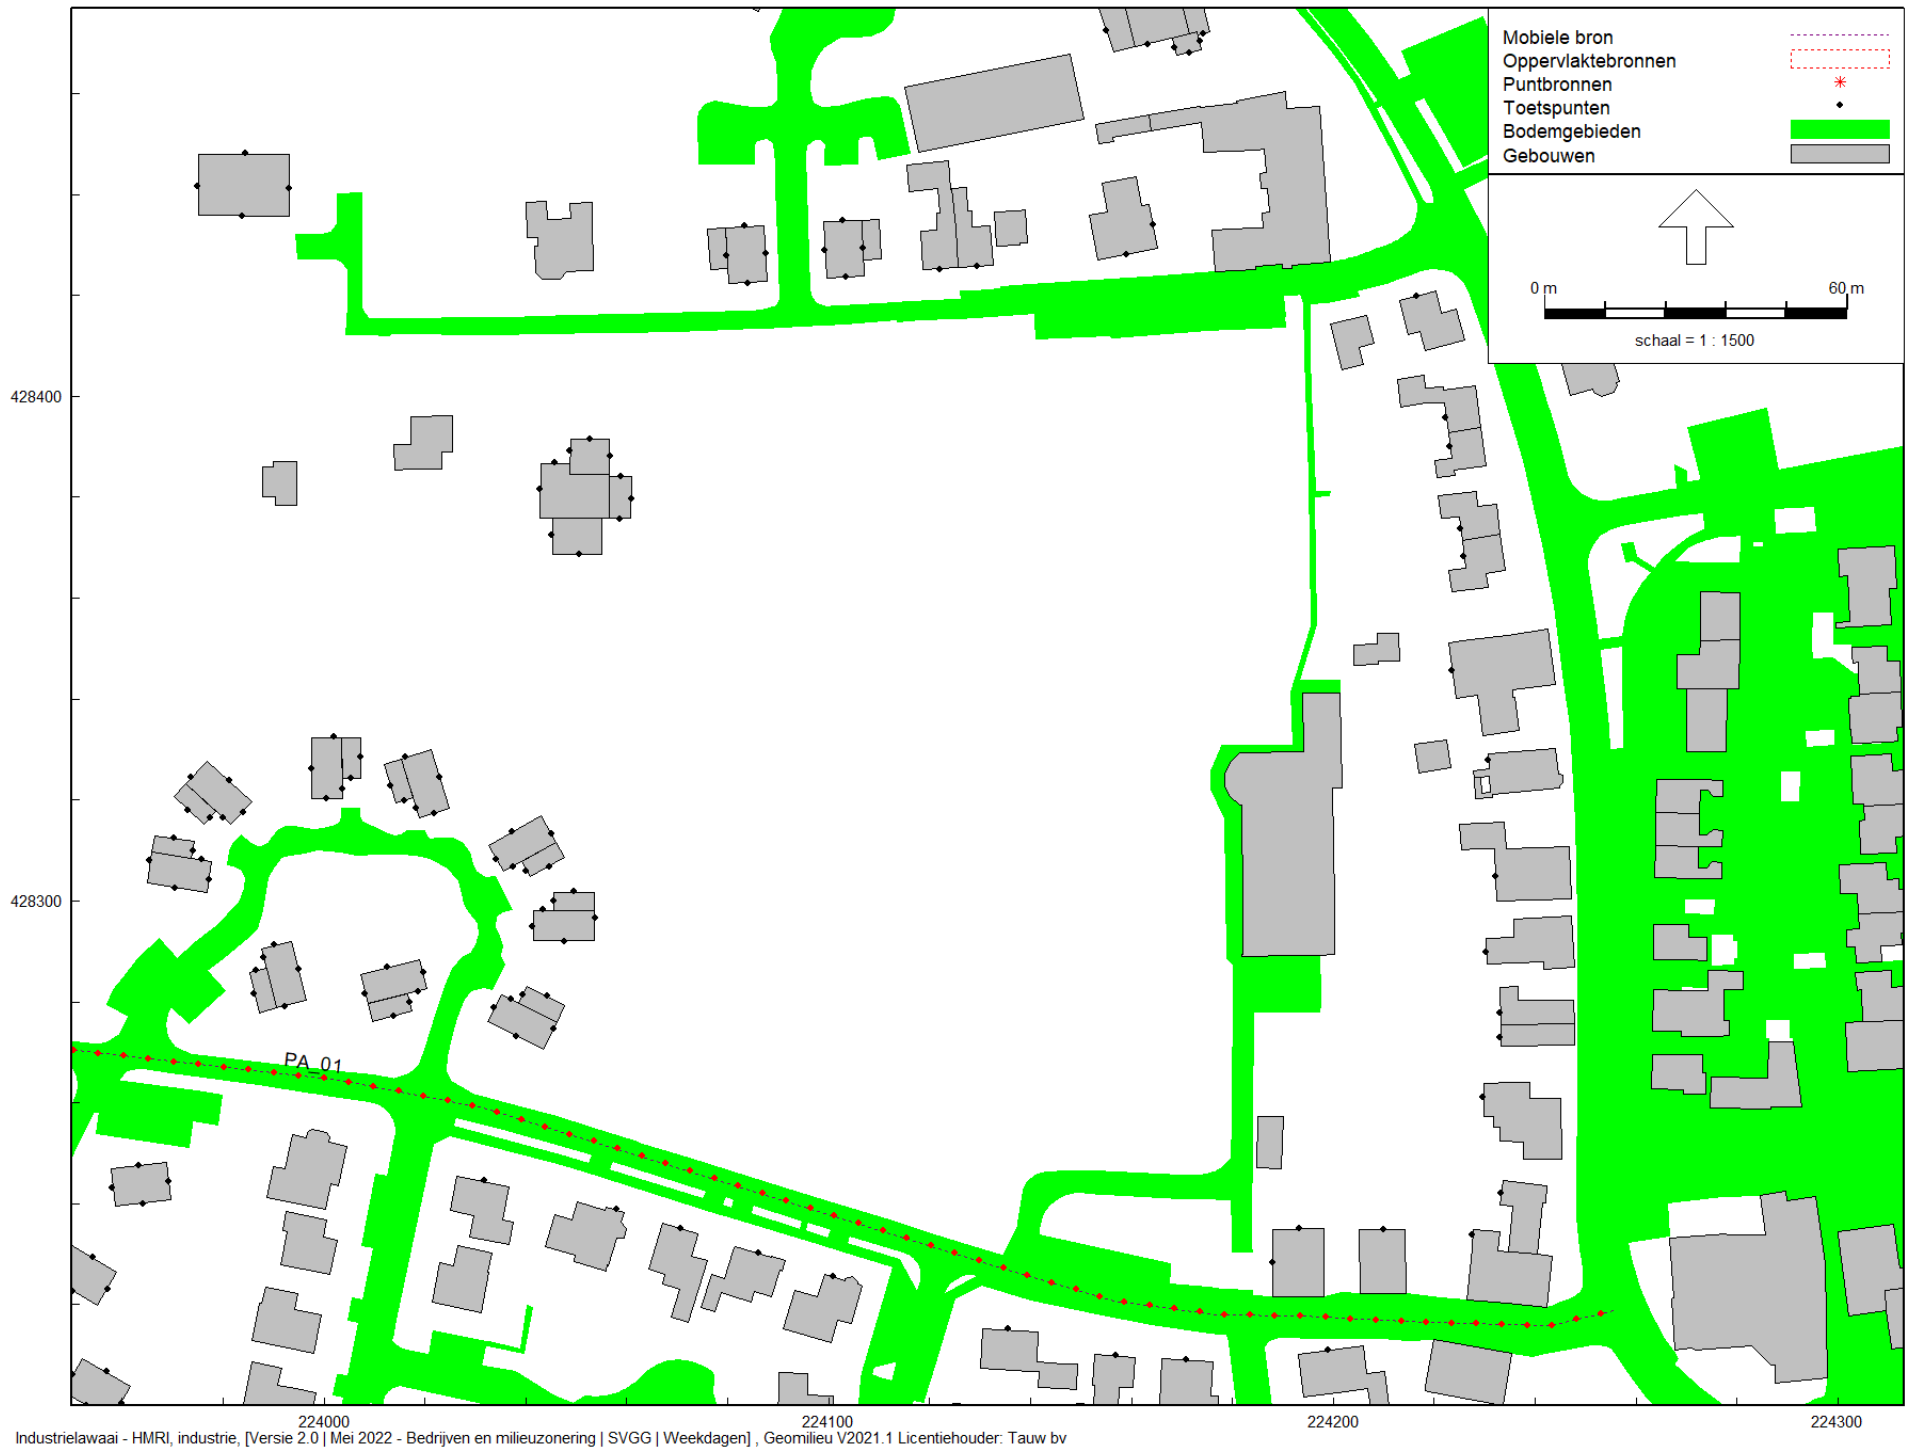 Mobiele bron
Oppervlaktebronnen
Puntbronnen
Toetspunten
Bodemgebieden
Gebouwen
0 m 60 m
schaal = 1 : 1500
428400
428300
PA_01
224000 224100 224200 224300
Industrielawaai - HMRI, industrie, [Versie 2.0 | Mei 2022 - Bedrijven en milieuzonering | SVGG | Weekdagen] , Geomilieu V2021.1 Licentiehouder: Tauw bv